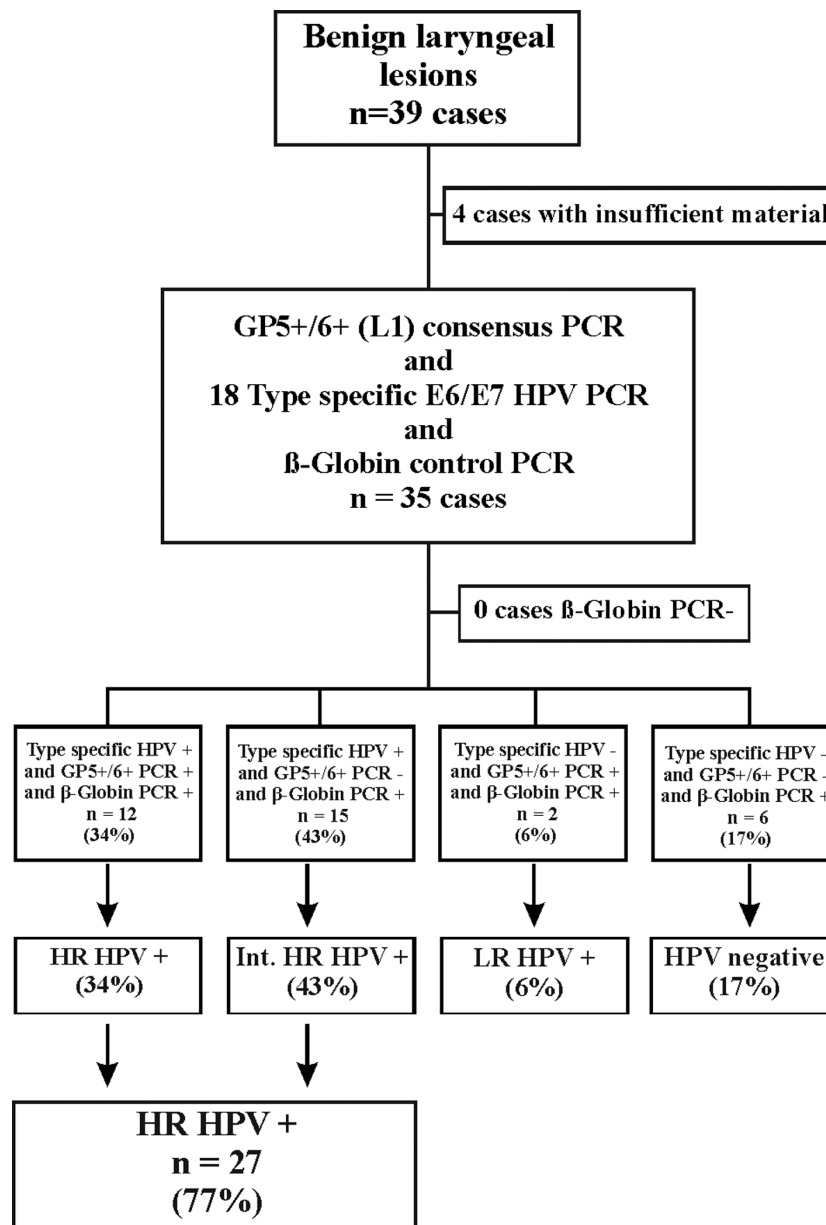 Benign laryngeal
lesions
n=39 cases
4 cases with insufficient material
GP5+/6+ (L1) consensus PCR
and
18 Type specific E6/E7 HPV PCR
and
ß-Globin control PCR
n = 35 cases
0 cases ß-Globin PCR-
Type specific HPV +
and GP5+/6+ PCR +
and β-Globin PCR +
n = 12
(34%)
Type specific HPV +
and GP5+/6+ PCR -
and β-Globin PCR +
n = 15
(43%)
Type specific HPV -
and GP5+/6+ PCR +
and β-Globin PCR +
n = 2
(6%)
Type specific HPV -
and GP5+/6+ PCR -
and β-Globin PCR +
n = 6
(17%)
HR HPV +
(34%)
Int. HR HPV +
(43%)
LR HPV +
(6%)
HPV negative
(17%)
HR HPV +
n = 27
(77%)